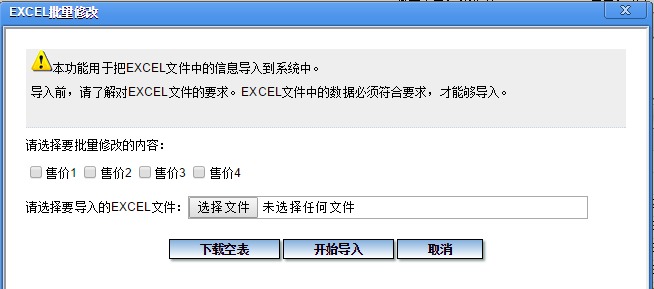 EXCEL批里修改
本功能用于把EXCEL文件中的信息导入到系统中。
导入前，请了解对EXCEL文件的要求。EXCEL文件中的数据必须符合要求，才能够导入。
请选择要批量修改的内容：
售价1 售价2 售价3 售价4
请选择要导入的EXCEL文件： 选择文件 未选择任何文件
下载空表 开始导入 取消